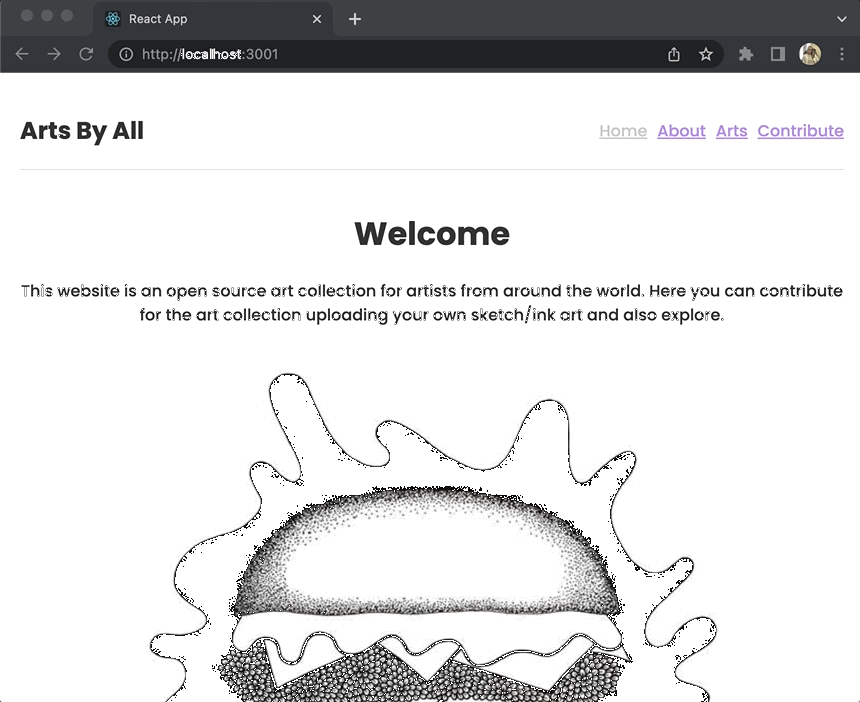 React App
http://localhost:3001
Arts By All
Home About Arts Contribute
Welcome
This website is an open source art collection for artists from around the world. Here you can contribute
for the art collection uploading your own sketch/ink art and also explore.